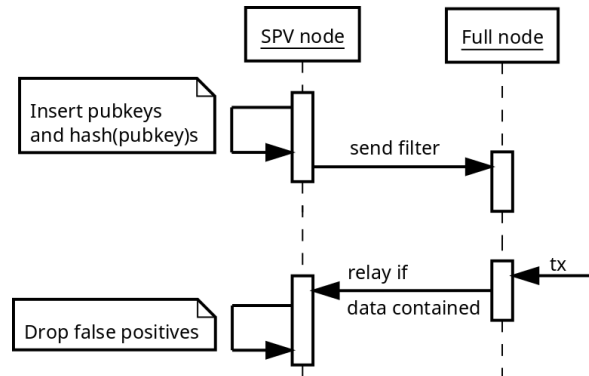 SPV node
Full node
Insert pubkeys
and hash(pubkey)s
send filter
tx
relay if
data contained
Drop false positives